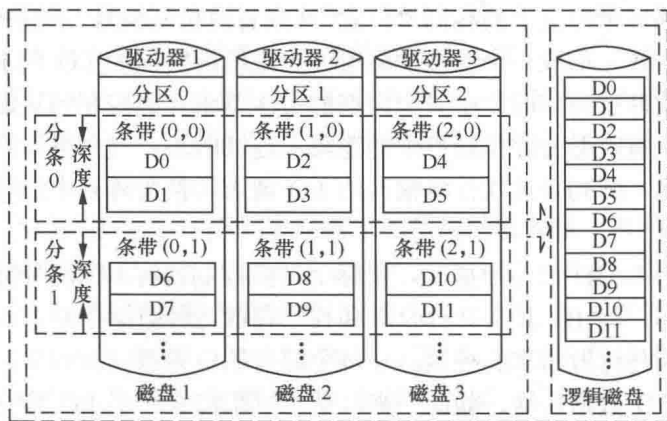 驱动器 1 驱动器 2 驱动器 3
分区 0 分区 1 分区 2
分条 0 深度
条带 (0,0) 条带 (1,0) 条带 (2,0)
D0 D2 D4
D1 D3 D5
分条 1 深度
条带 (0,1) 条带 (1,1) 条带 (2,1)
D6 D8 D10
D7 D9 D11
磁盘 磁盘2 磁盘 3
D0
D1
D2
D3
D4
D5
D6
D7
D8
D9
D10
D11
逻辑磁盘